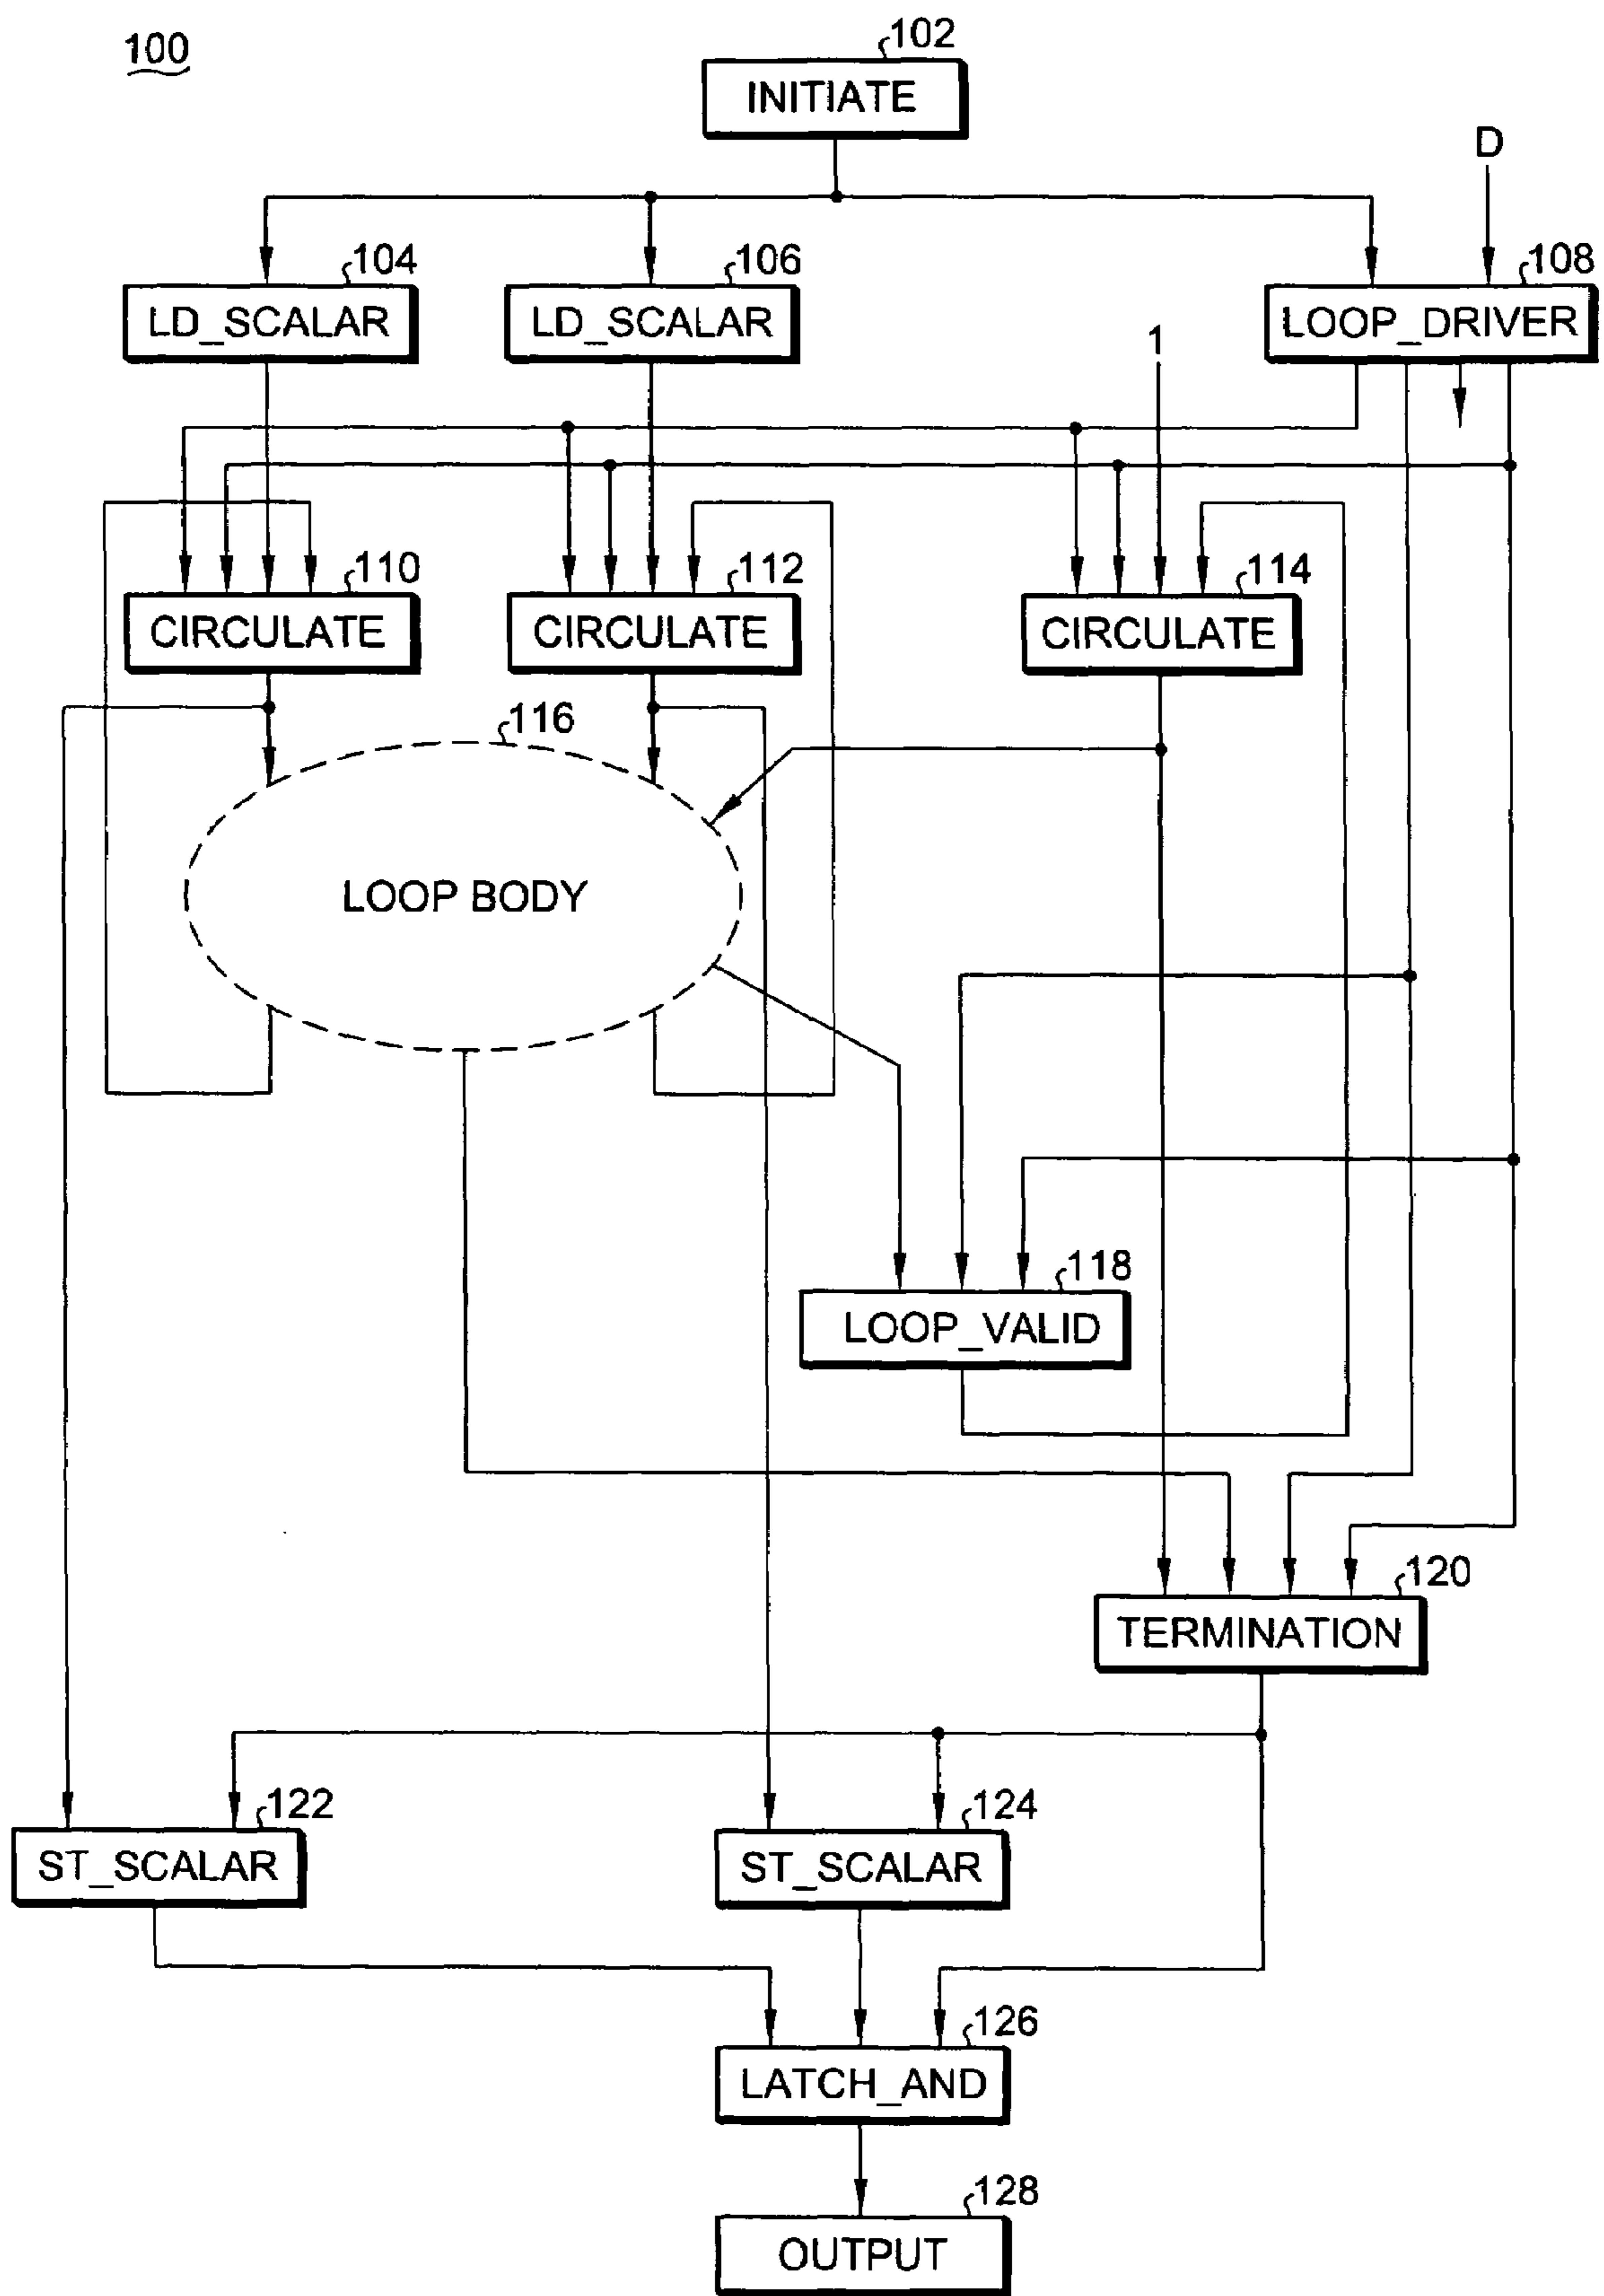 100
102
INITIATE
D
104
LD_SCALAR
106
LD_SCALAR
108
LOOP_DRIVER
1
110
CIRCULATE
112
CIRCULATE
114
CIRCULATE
116
LOOP BODY
118
LOOP_VALID
120
TERMINATION
122
ST_SCALAR
124
ST_SCALAR
126
LATCH_AND
128
OUTPUT